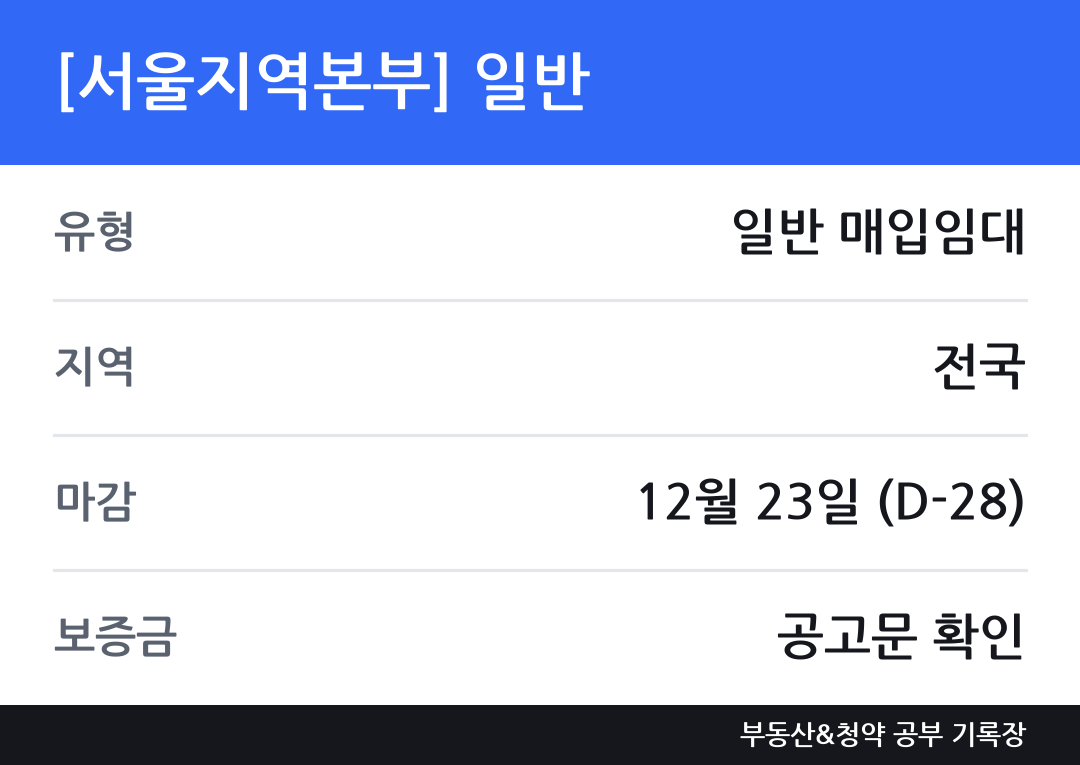 [서울지역본부] 일반
유형 일반 매입임대
지역 전국
마감 12월 23일 (D-28)
보증금 공고문 확인
부동산&청약 공부 기록장